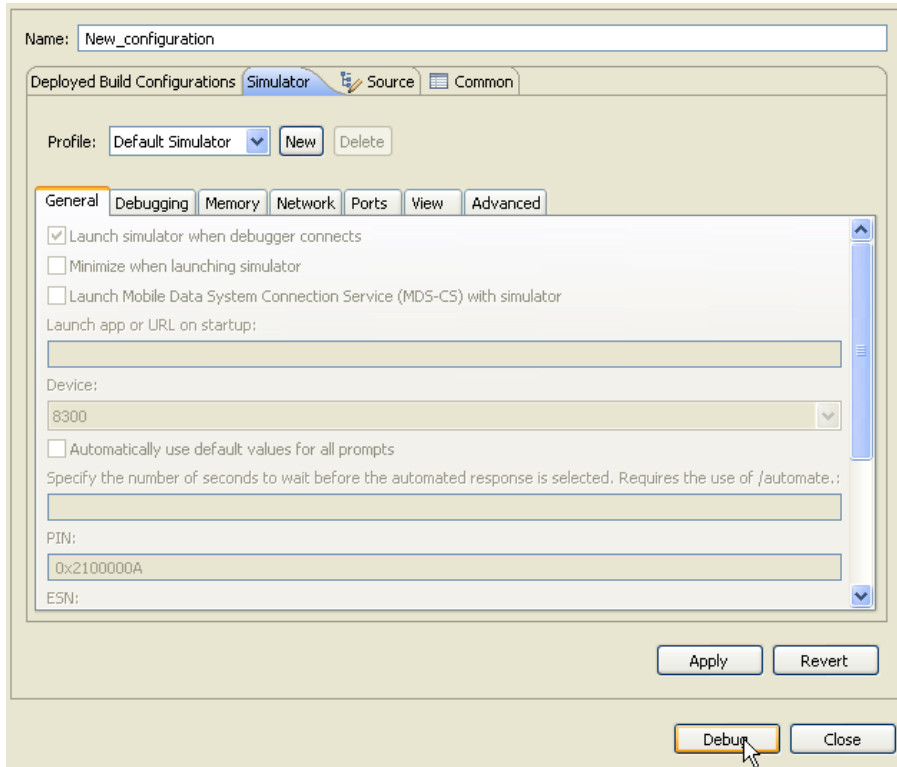 Name: New_configuration
Deployed Build Configurations Simulator Source Common
Profile: Default Simulator New Delete
General Debugging Memory Network Ports View Advanced
Launch simulator when debugger connects
Minimize when launching simulator
Launch Mobile Data System Connection Service (MDS-CS) with simulator
Launch app or URL on startup:
Device:
8300
Automatically use default values for all prompts
Specify the number of seconds to wait before the automated response is selected. Requires the use of /automate.:
PIN:
0x2100000A
ESN:
Apply Revert
Debug Close